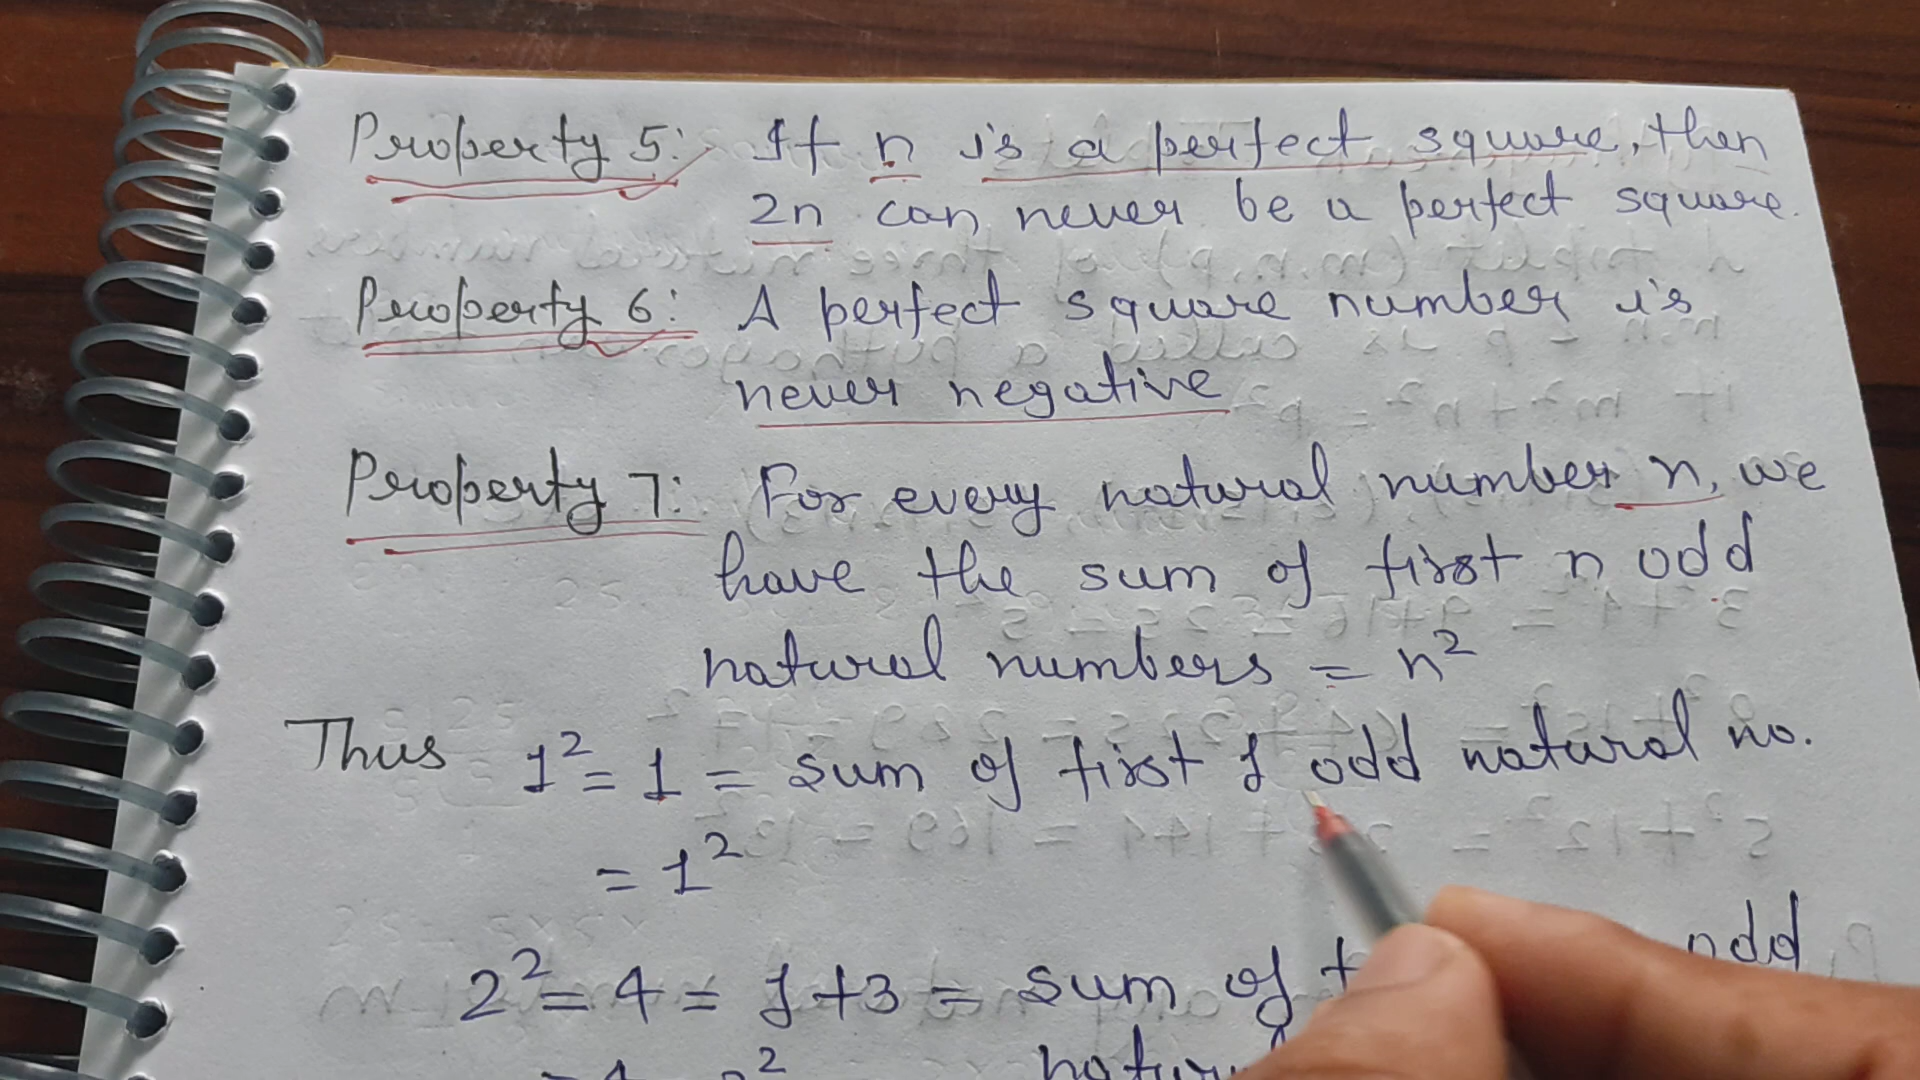 Property 5: If n is a perfect square, then
2n can never be a perfect square.
Property 6: A perfect square number is
never negative
Property 7: For every natural number n, we
have the sum of first n odd
natural numbers = n²
Thus 1² = 1 = sum of first 1 odd natural no.
= 1²
2² = 4 = 1+3 = sum of odd